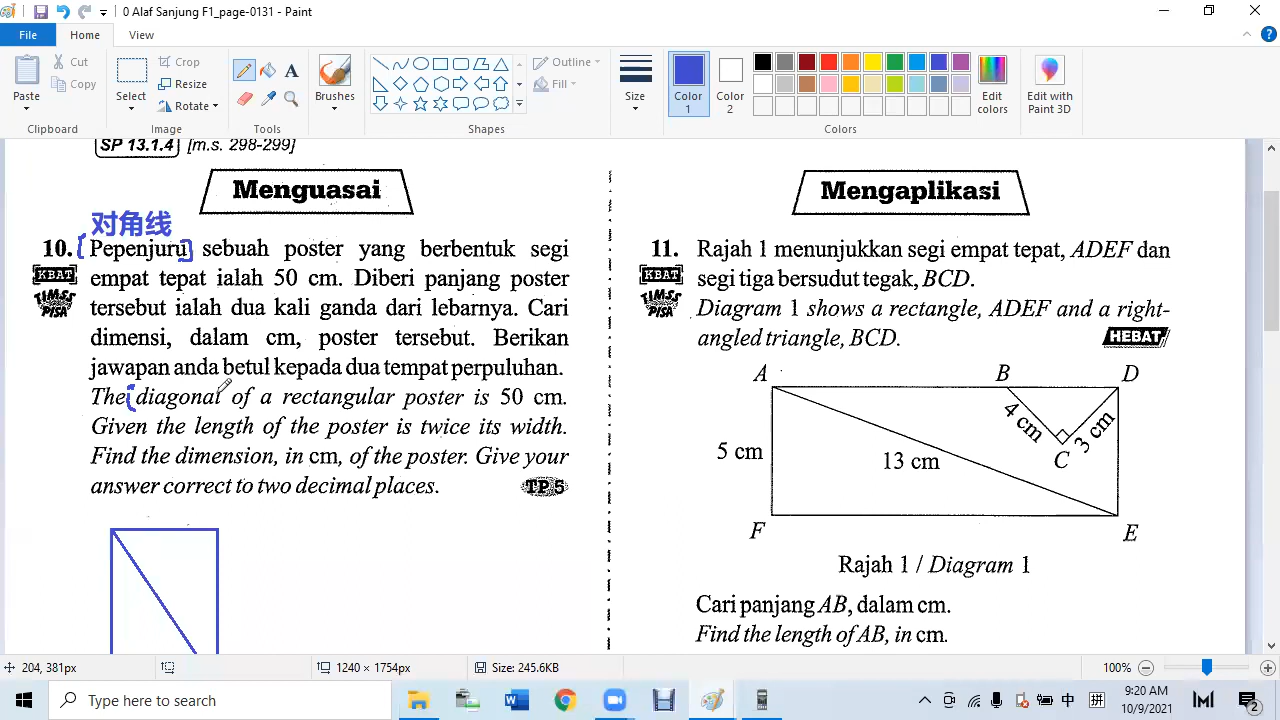 0 Alaf Sanjung F1_page-0131 - Paint
File
Home
View
Paste
Cut
Copy
Clipboard
Select
Crop
Resize
Rotate
Image
A
Tools
Brushes
Outline
Fill
Shapes
Size
Color
1
Color
2
Edit
colors
Edit with
Paint 3D
Colors
SP 13.1.4 [m.s. 298-299]
Menguasai
对角线
10. Pepenjuru sebuah poster yang berbentuk segi
KBAT empat tepat ialah 50 cm. Diberi panjang poster
TIMSS PISA tersebut ialah dua kali ganda dari lebarnya. Cari
dimensi, dalam cm, poster tersebut. Berikan
jawapan anda betul kepada dua tempat perpuluhan.
The diagonal of a rectangular poster is 50 cm.
Given the length of the poster is twice its width.
Find the dimension, in cm, of the poster. Give your
answer correct to two decimal places. TP 5
Mengaplikasi
11. Rajah 1 menunjukkan segi empat tepat, ADEF dan
KBAT segi tiga bersudut tegak, BCD.
TIMSS PISA Diagram 1 shows a rectangle, ADEF and a right-
angled triangle, BCD. HEBAT
A B D
4 cm 3 cm
5 cm 13 cm C
F E
Rajah 1 / Diagram 1
Cari panjang AB, dalam cm.
Find the length of AB, in cm.
204, 381px
1240 × 1754px
Size: 245.6KB
100%
Type here to search
中
拼
9:20 AM
10/9/2021
2